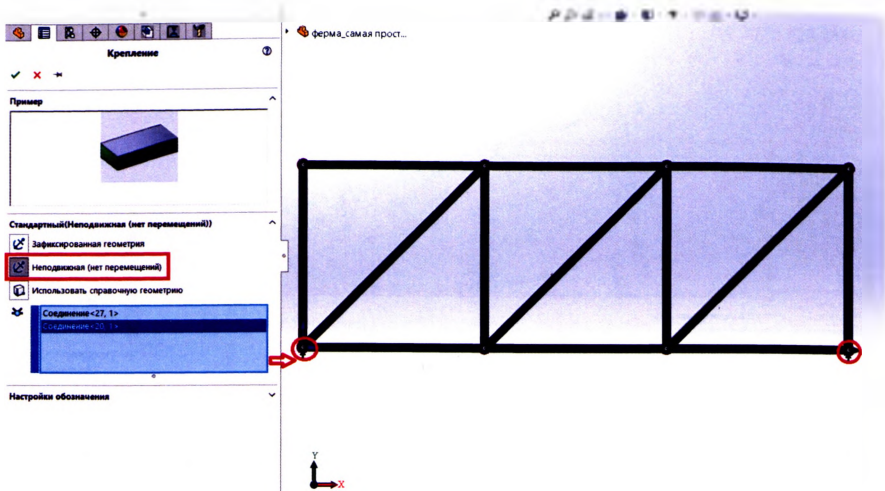 Крепление
ферма_самая прост...
Пример
Стандартный(Неподвижная (нет перемещений))
Зафиксированная геометрия
Неподвижная (нет перемещений)
Использовать справочную геометрию
Соединение<27, 1>
Соединение<20, 1>
Настройки обозначения
Y
X